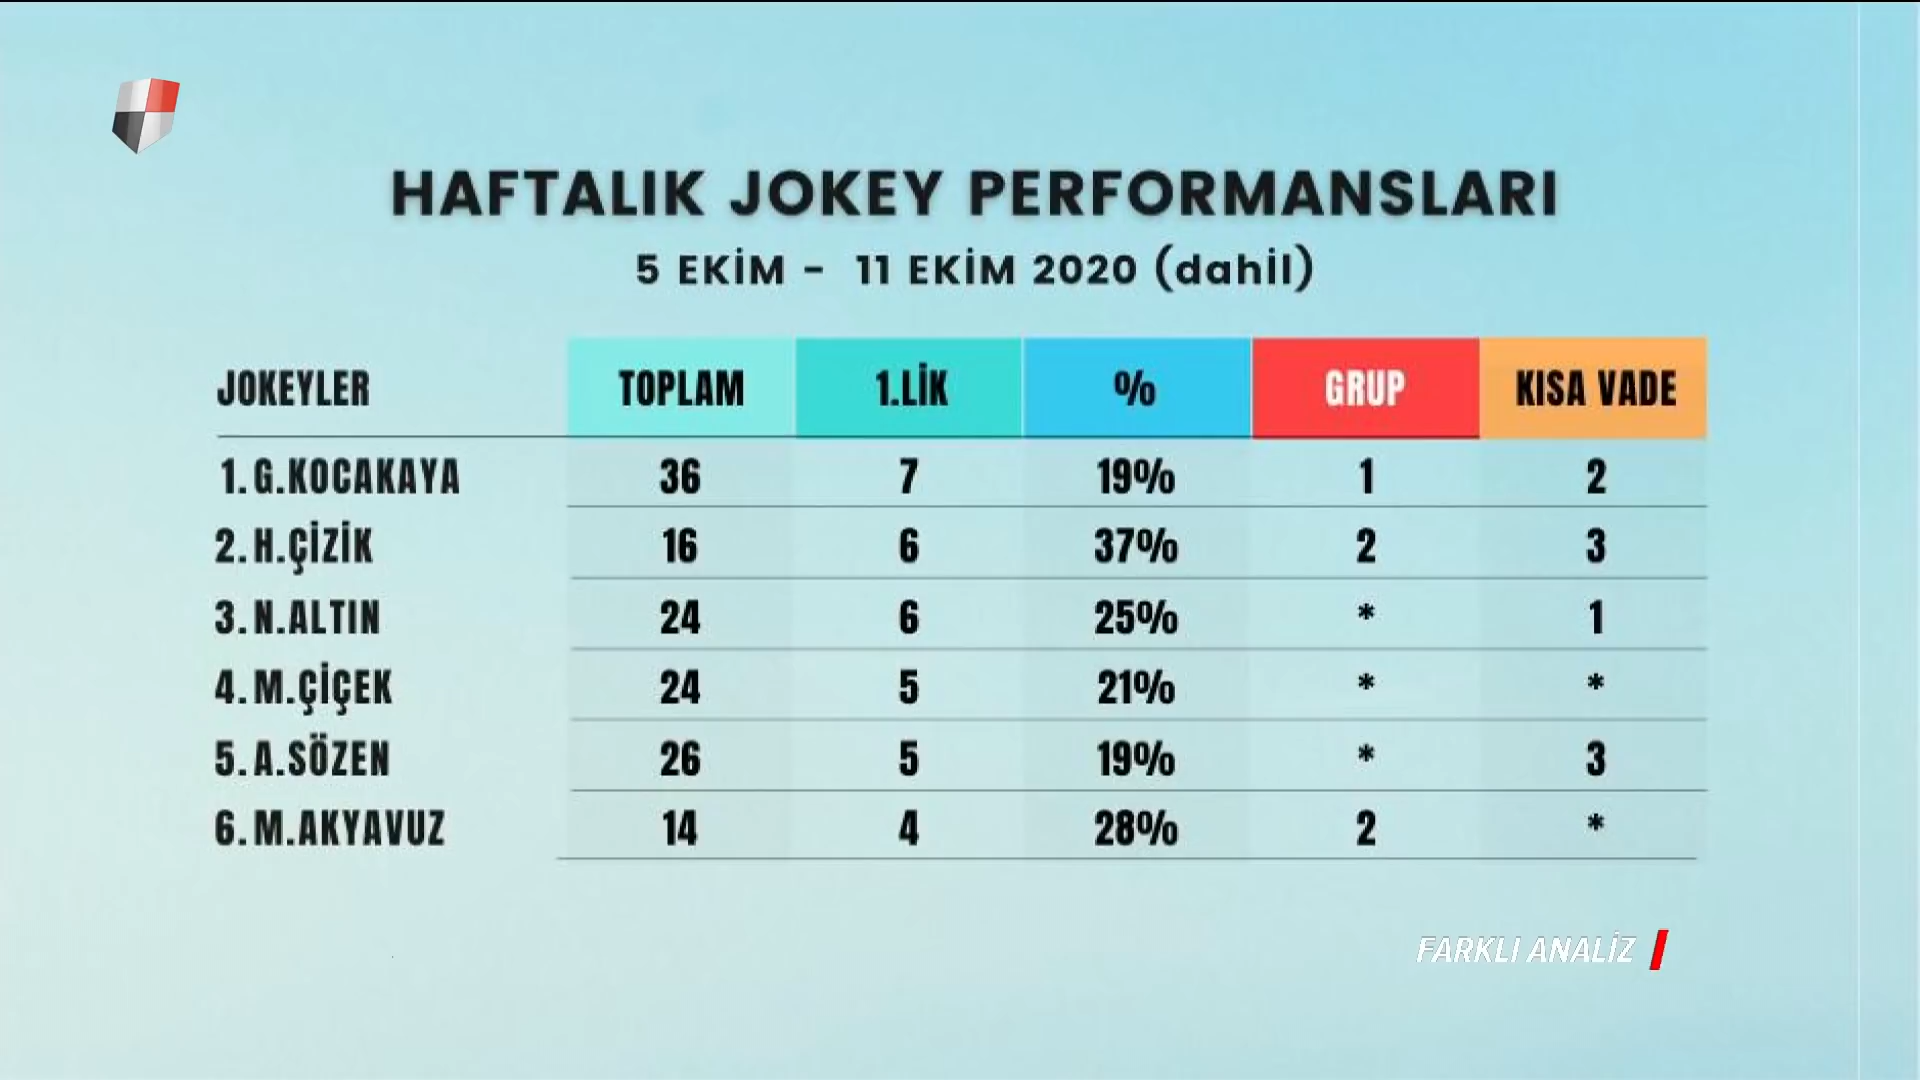 HAFTALIK JOKEY PERFORMANSLARI
5 EKİM - 11 EKİM 2020 (dahil)
JOKEYLER TOPLAM 1.LİK % GRUP KISA VADE
1. G.KOCAKAYA 36 7 19% 1 2
2. H.ÇİZİK 16 6 37% 2 3
3. N.ALTIN 24 6 25% * 1
4. M.ÇİÇEK 24 5 21% * *
5. A.SÖZEN 26 5 19% * 3
6. M.AKYAVUZ 14 4 28% 2 *
FARKLI ANALİZ